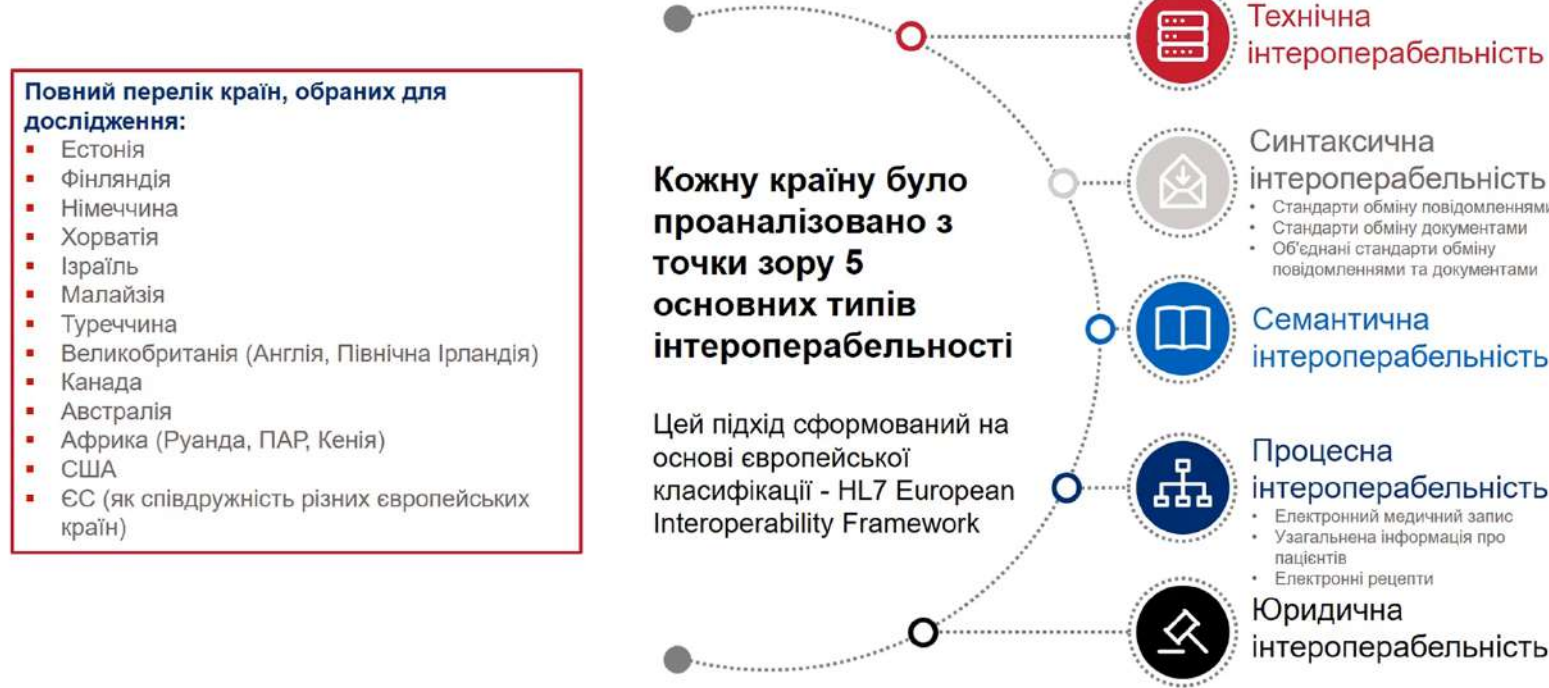 Повний перелік країн, обраних для
дослідження:
▪ Естонія
▪ Фінляндія
▪ Німеччина
▪ Хорватія
▪ Ізраїль
▪ Малайзія
▪ Туреччина
▪ Великобританія (Англія, Північна Ірландія)
▪ Канада
▪ Австралія
▪ Африка (Руанда, ПАР, Кенія)
▪ США
▪ ЄС (як співдружність різних європейських
країн)
Кожну країну було
проаналізовано з
точки зору 5
основних типів
інтероперабельності
Цей підхід сформований на
основі європейської
класифікації - HL7 European
Interoperability Framework
Технічна
інтероперабельність
Синтаксична
інтероперабельність
• Стандарти обміну повідомленнями
• Стандарти обміну документами
• Об'єднані стандарти обміну
повідомленнями та документами
Семантична
інтероперабельність
Процесна
інтероперабельність
• Електронний медичний запис
• Узагальнена інформація про
пацієнтів
• Електронні рецепти
Юридична
інтероперабельність